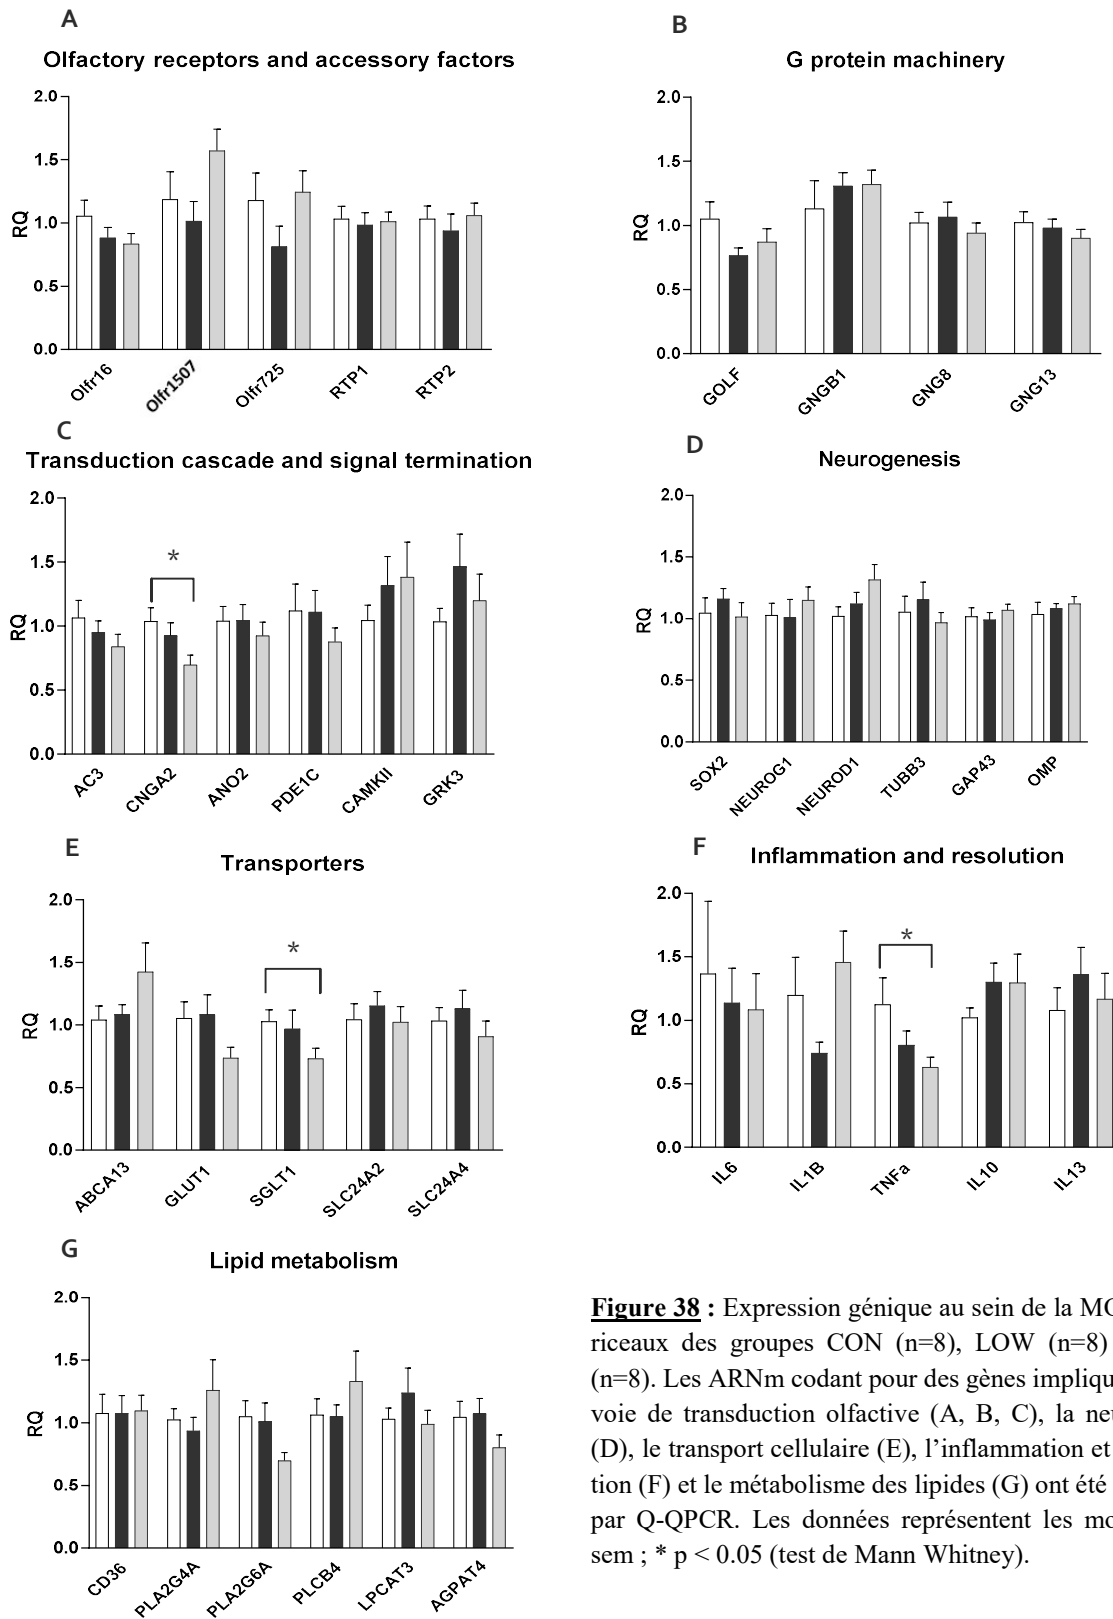 A
Olfactory receptors and accessory factors
2.0
1.5
1.0
0.5
0.0
RQ
Olfr16
Olfr1507
Olfr725
RTP1
RTP2
B
G protein machinery
2.0
1.5
1.0
0.5
0.0
RQ
GOLF
GNGB1
GNG8
GNG13
C
Transduction cascade and signal termination
2.0
1.5
1.0
0.5
0.0
RQ
*
AC3
CNGA2
ANO2
PDE1C
CAMKII
GRK3
D
Neurogenesis
2.0
1.5
1.0
0.5
0.0
RQ
SOX2
NEUROG1
NEUROD1
TUBB3
GAP43
OMP
E
Transporters
2.0
1.5
1.0
0.5
0.0
RQ
*
ABCA13
GLUT1
SGLT1
SLC24A2
SLC24A4
F
Inflammation and resolution
2.0
1.5
1.0
0.5
0.0
RQ
*
IL6
IL1B
TNFa
IL10
IL13
G
Lipid metabolism
2.0
1.5
1.0
0.5
0.0
RQ
CD36
PLA2G4A
PLA2G6A
PLCB4
LPCAT3
AGPAT4
Figure 38 : Expression génique au sein de la
riceaux des groupes CON (n=8), LOW (n=8)
(n=8). Les ARNm codant pour des gènes impliqu
voie de transduction olfactive (A, B, C), la neu
(D), le transport cellulaire (E), l'inflammation et
tion (F) et le métabolisme des lipides (G) ont été
par Q-QPCR. Les données représentent les mo
sem ; * p < 0.05 (test de Mann Whitney).